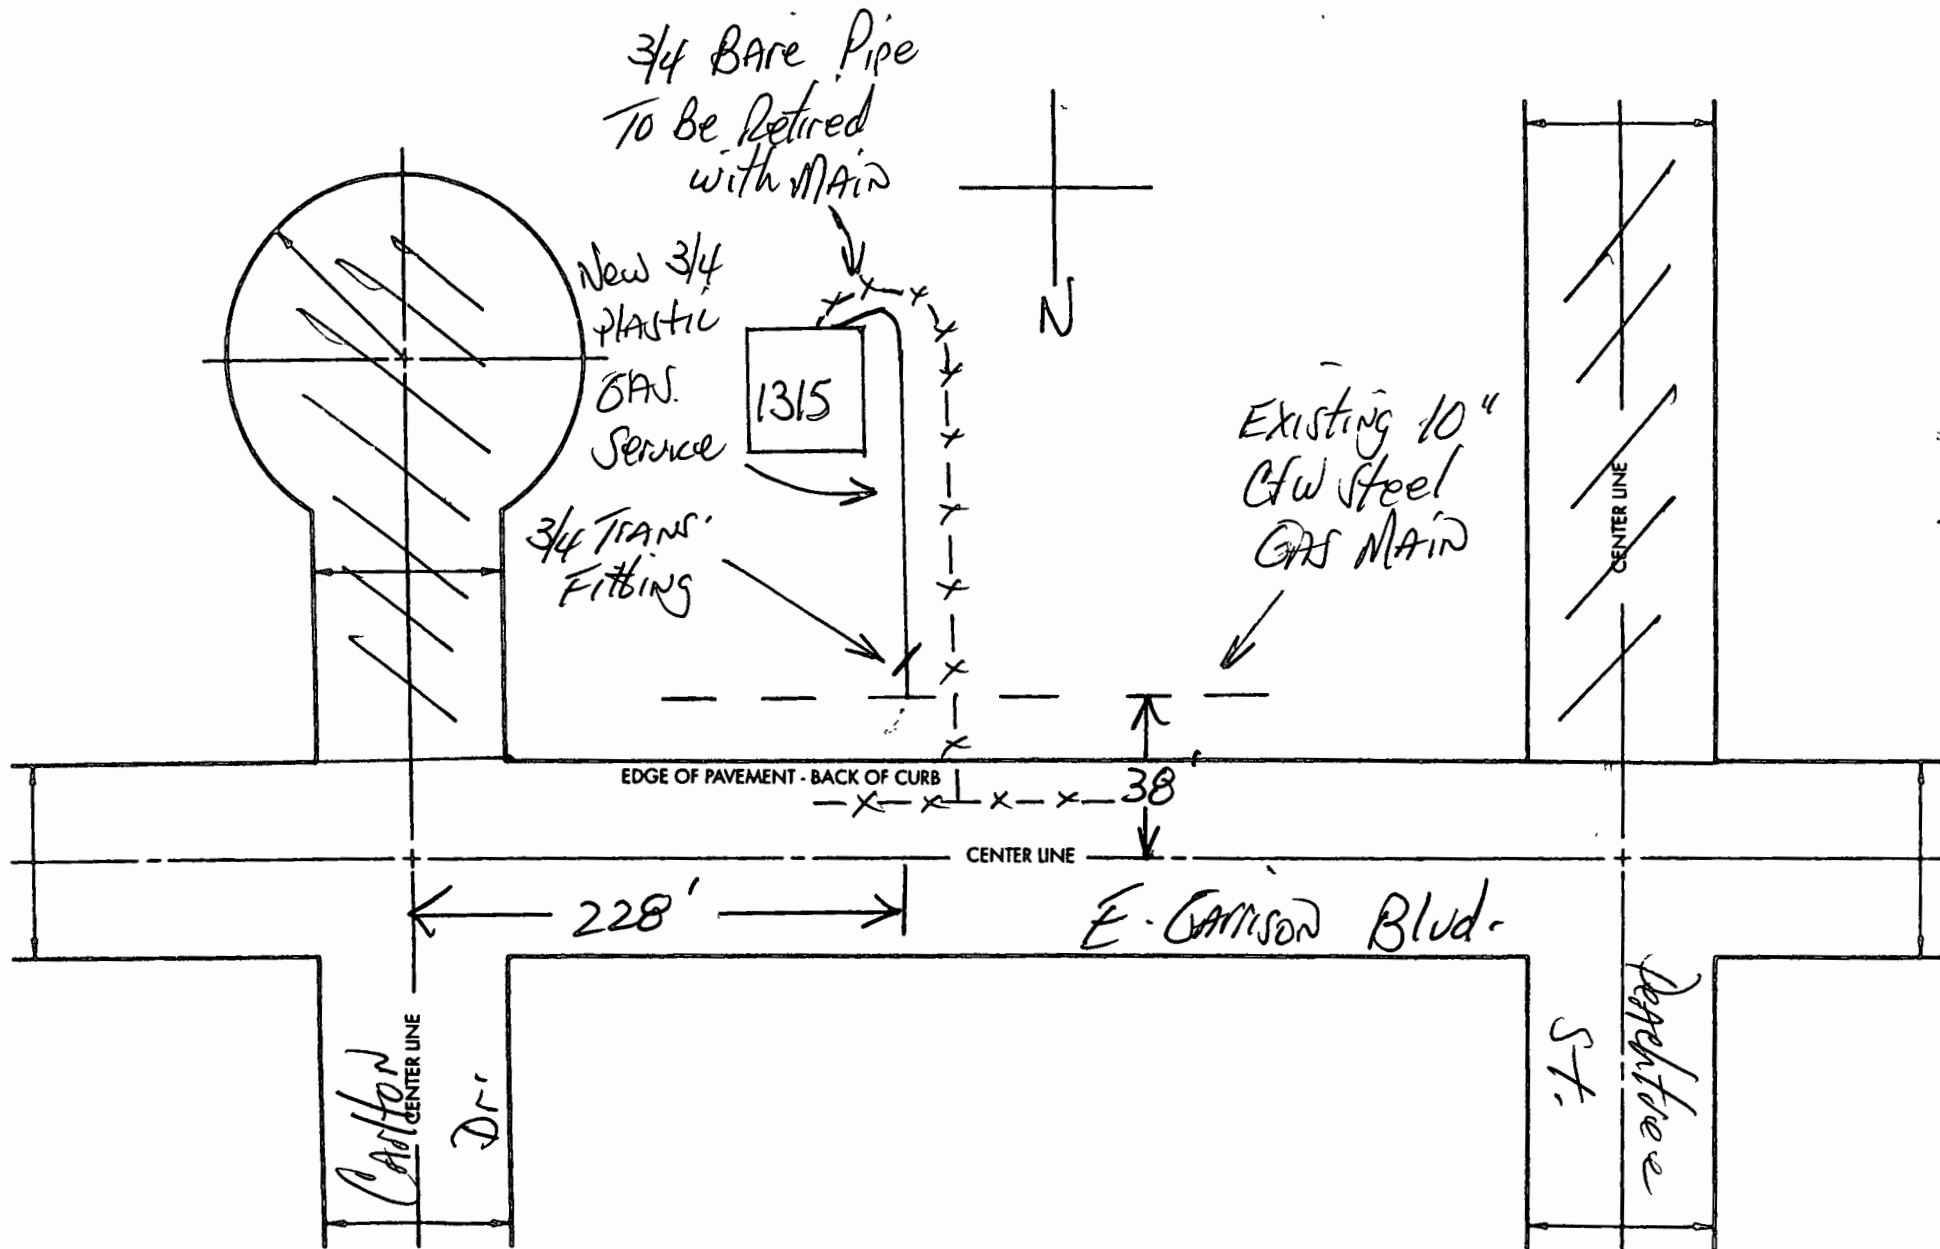 3/4 BAre Pipe
To Be Retired
with MAiN
New 3/4
PlAstic
GAS.
Service
1315
N
Existing 10"
CtW Steel
GAS MAiN
3/4 TrANS.
Fitting
CENTER LINE
EDGE OF PAVEMENT - BACK OF CURB
38'
CENTER LINE
228'
E. GArrisoN Blvd.
CArltoN
CENTER LINE
Dr.
St.
PeAchtree